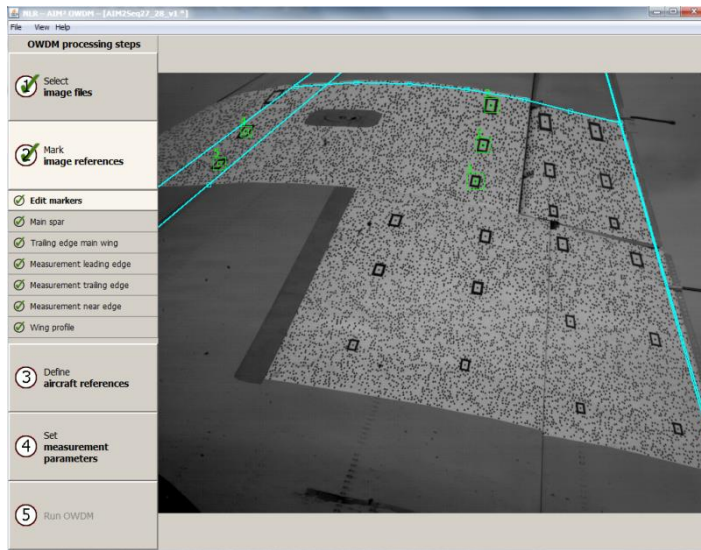 NLR - AIM² OWDM - [AIM2Seq27_28_v1 *]
File View Help
OWDM processing steps
1 Select
image files
2 Mark
image references
Edit markers
Main spar
Trailing edge main wing
Measurement leading edge
Measurement trailing edge
Measurement near edge
Wing profile
3 Define
aircraft references
4 Set
measurement
parameters
5 Run OWDM